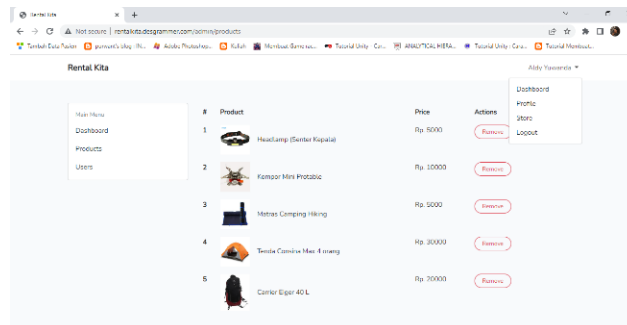 Rental Kita
Not secure | rentalkita.desgrammer.com/admin/products
Rental Kita
Abby Yuwanda
Dashboard
Profile
Store
Logout
Main Menu
Dashboard
Products
Users
# Product Price Actions
1 Headlamp (Senter Kepala) Rp. 5000 Remove
2 Kompor Mini Protable Rp. 10000 Remove
3 Matras Camping Hiking Rp. 5000 Remove
4 Tenda Consina Max 4 orang Rp. 30000 Remove
5 Carrier Eiger 40 L Rp. 20000 Remove